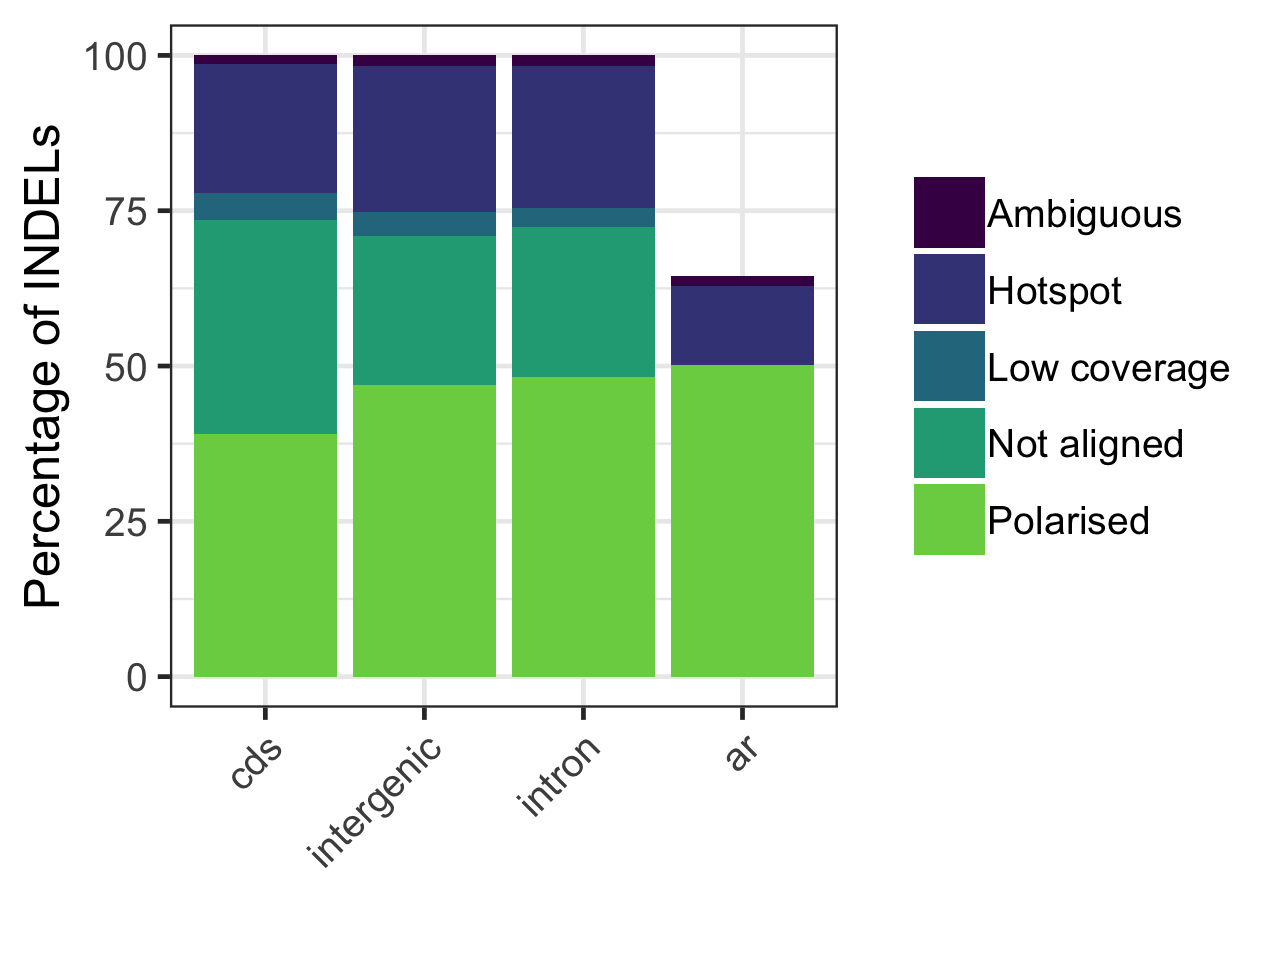 Percentage of INDELs
100
75
50
25
0
cds
intergenic
intron
ar
Ambiguous
Hotspot
Low coverage
Not aligned
Polarised